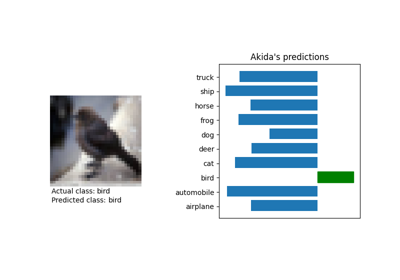 Akida's predictions
truck
ship
horse
frog
dog
deer
cat
bird
automobile
airplane
Actual class: bird
Predicted class: bird